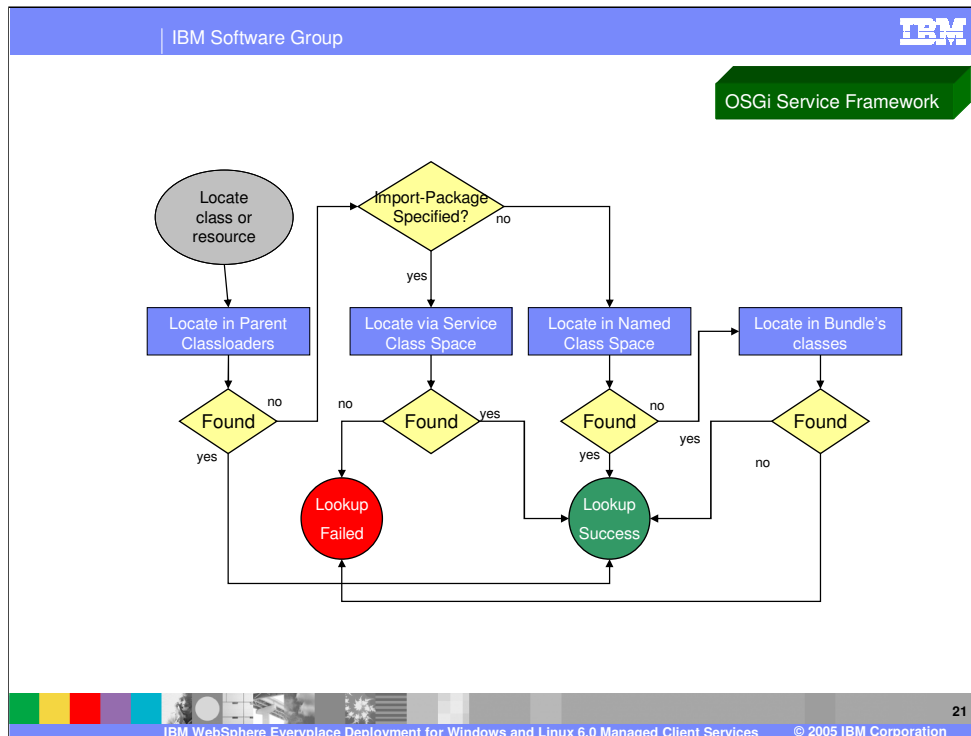 IBM Software Group
IBM
OSGi Service Framework
Locate
class or
resource
Import-Package
Specified?
no
yes
Locate in Parent
Classloaders
Locate via Service
Class Space
Locate in Named
Class Space
Locate in Bundle's
classes
Found
no
yes
Found
no
yes
Found
no
yes
Found
yes
no
Lookup
Failed
Lookup
Success
21
IBM WebSphere Everyplace Deployment for Windows and Linux 6.0 Managed Client Services
© 2005 IBM Corporation